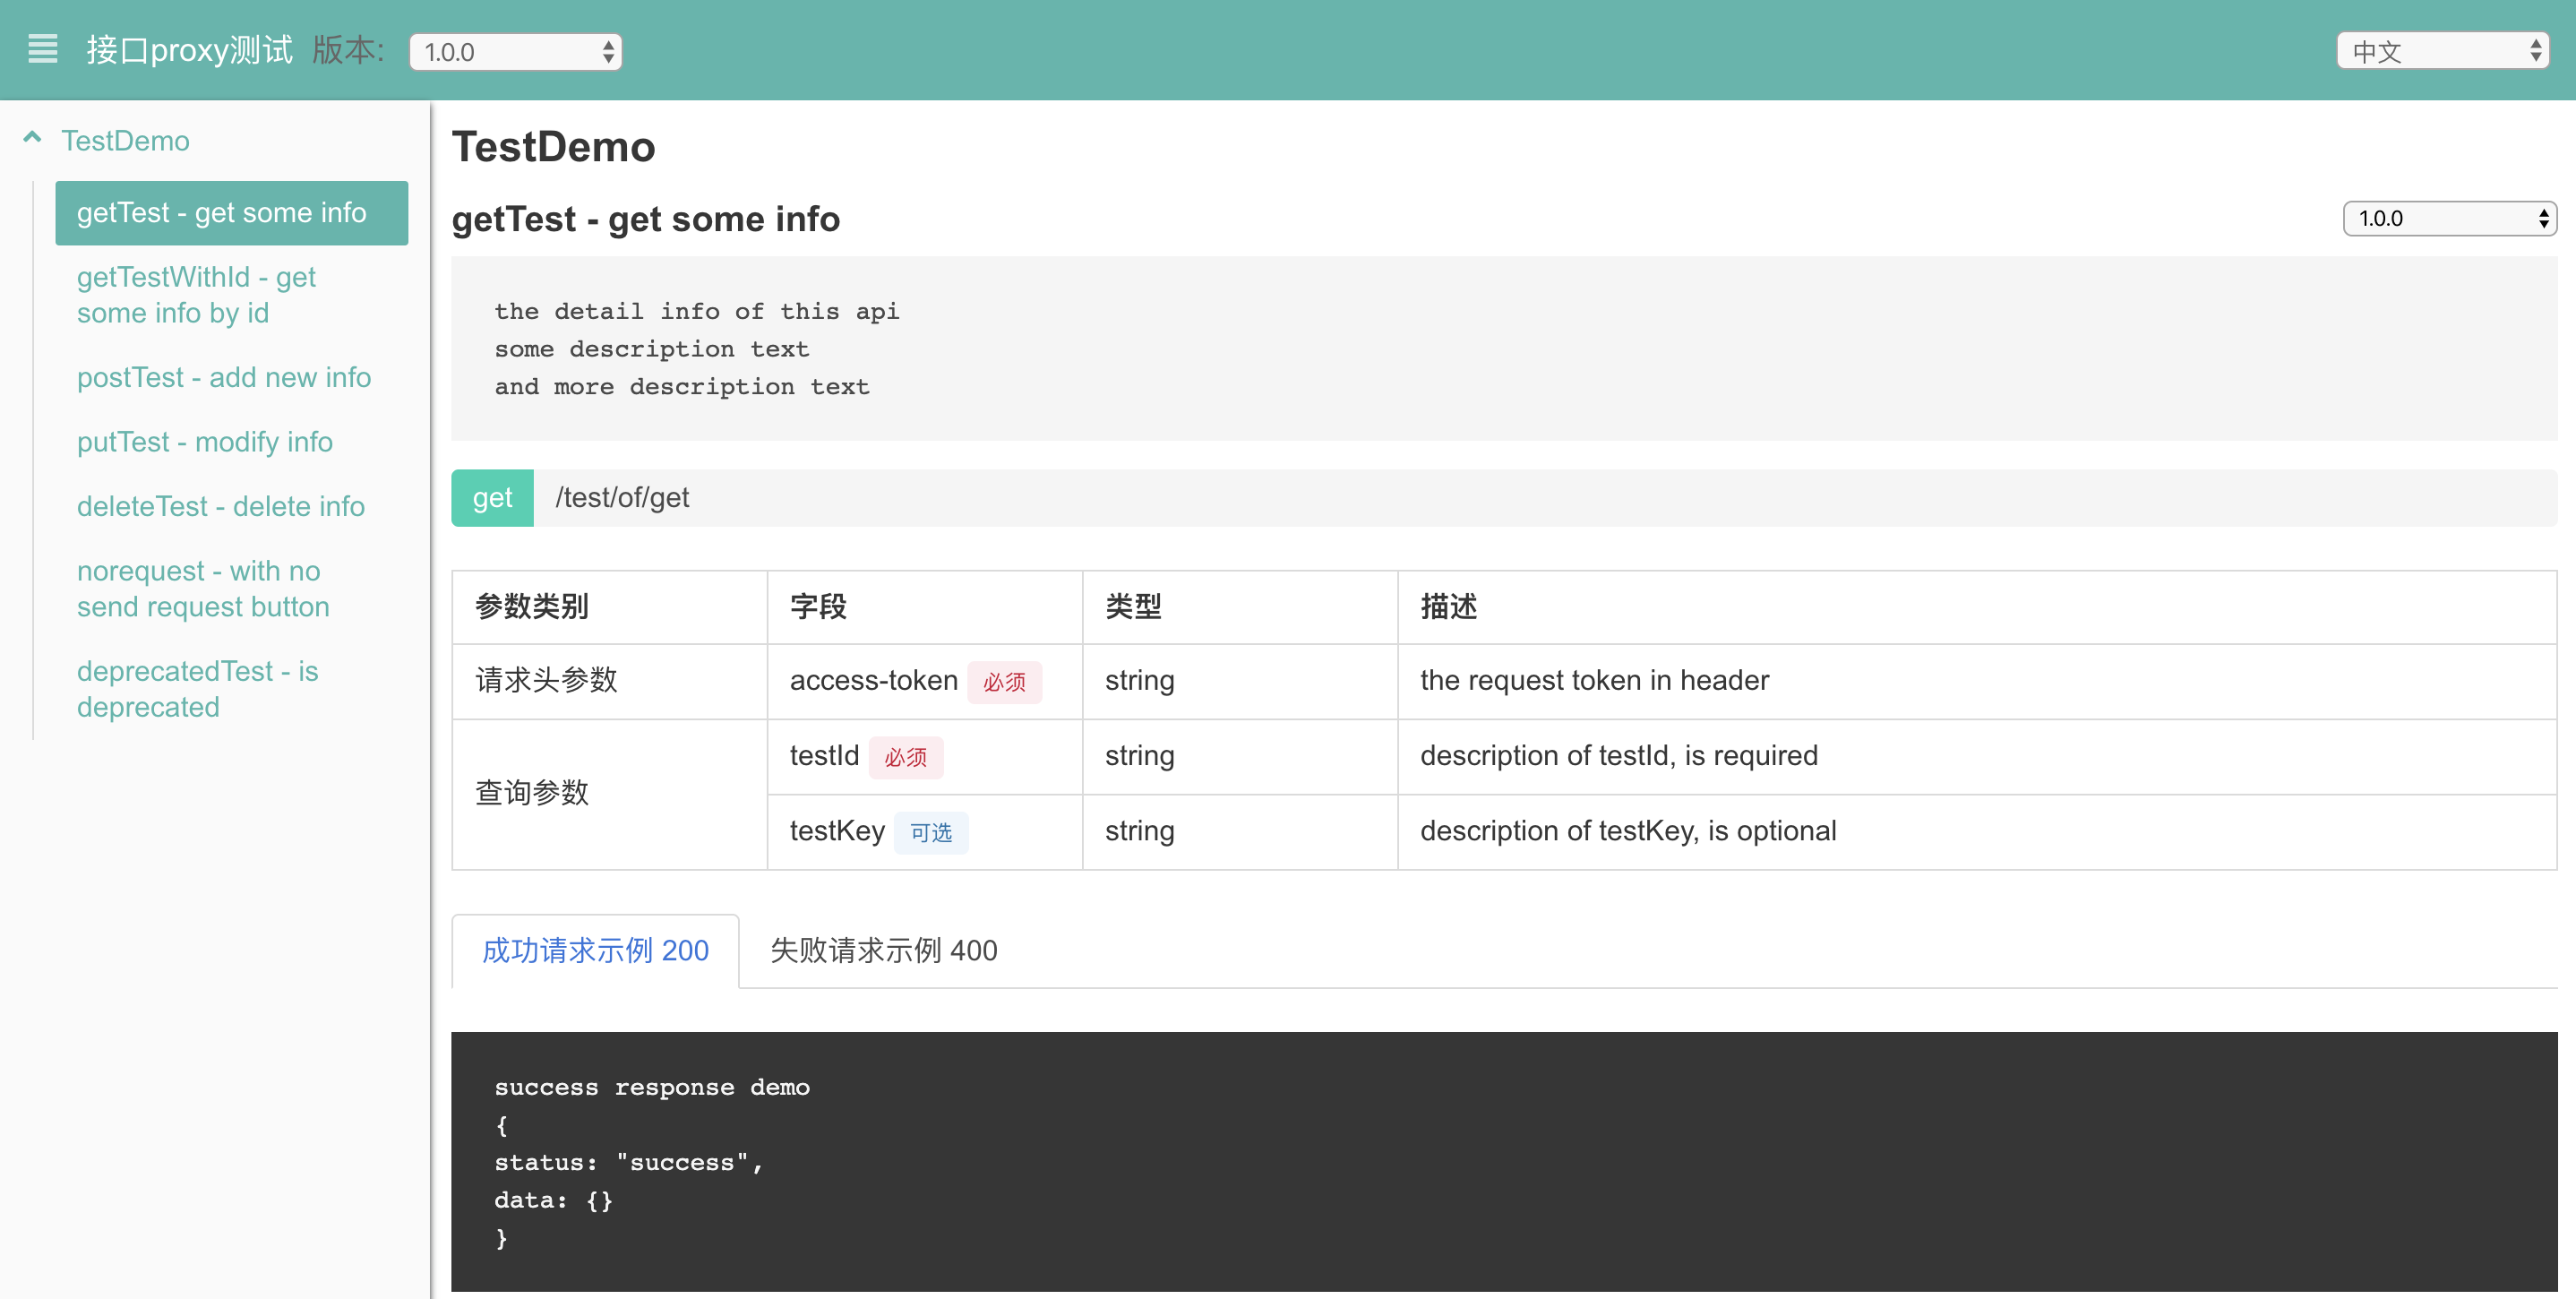 接口proxy测试 版本: 1.0.0 中文
TestDemo
getTest - get some info
getTestWithId - get
some info by id
postTest - add new info
putTest - modify info
deleteTest - delete info
norequest - with no
send request button
deprecatedTest - is
deprecated
TestDemo
getTest - get some info 1.0.0
the detail info of this api
some description text
and more description text
get /test/of/get
参数类别 字段 类型 描述
请求头参数 access-token 必须 string the request token in header
查询参数 testId 必须 string description of testId, is required
testKey 可选 string description of testKey, is optional
成功请求示例 200 失败请求示例 400
success response demo
{
status: "success",
data: {}
}